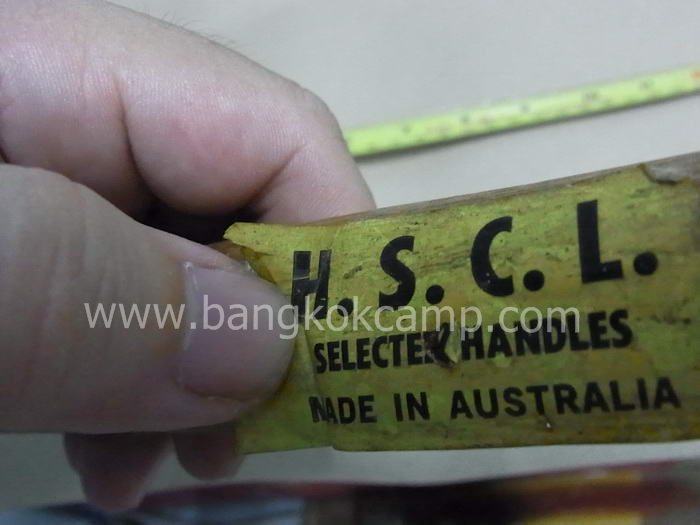 H.S.C.L.
www.bangkokcamp.com
SELECTED HANDLES
MADE IN AUSTRALIA